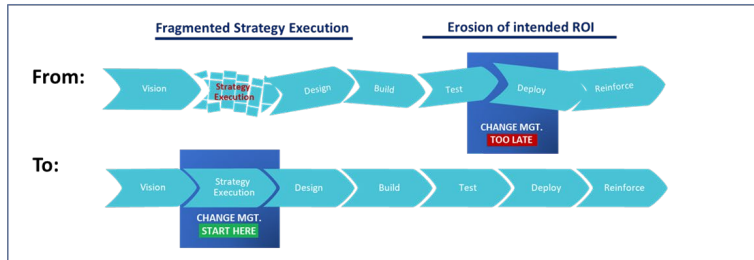 Fragmented Strategy Execution
Erosion of intended ROI
From:
Vision
Strategy
Execution
Design
Build
Test
Deploy
Reinforce
CHANGE MGT.
TOO LATE
To:
Vision
Strategy
Execution
Design
Build
Test
Deploy
Reinforce
CHANGE MGT.
START HERE